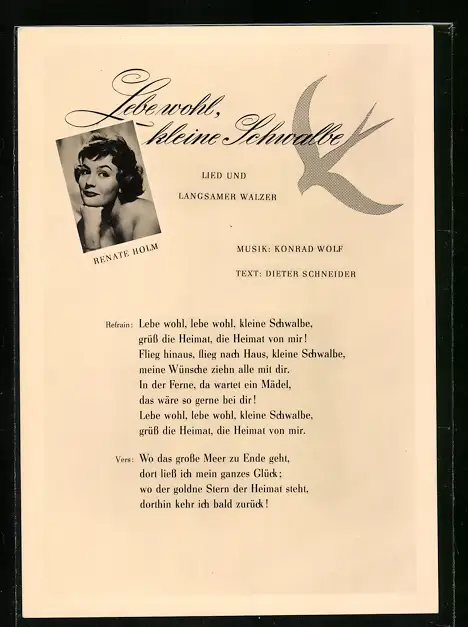 Lebe wohl,
kleine Schwalbe
LIED UND
LANGSAMER WALZER
RENATE HOLM
MUSIK: KONRAD WOLF
TEXT: DIETER SCHNEIDER
Refrain: Lebe wohl, lebe wohl, kleine Schwalbe,
grüß die Heimat, die Heimat von mir!
Flieg hinaus, flieg nach Haus, kleine Schwalbe,
meine Wünsche ziehn alle mit dir.
In der Ferne, da wartet ein Mädel,
das wäre so gerne bei dir!
Lebe wohl, lebe wohl, kleine Schwalbe,
grüß die Heimat, die Heimat von mir.
Vers: Wo das große Meer zu Ende geht,
dort ließ ich mein ganzes Glück;
wo der goldne Stern der Heimat steht,
dorthin kehr ich bald zurück!